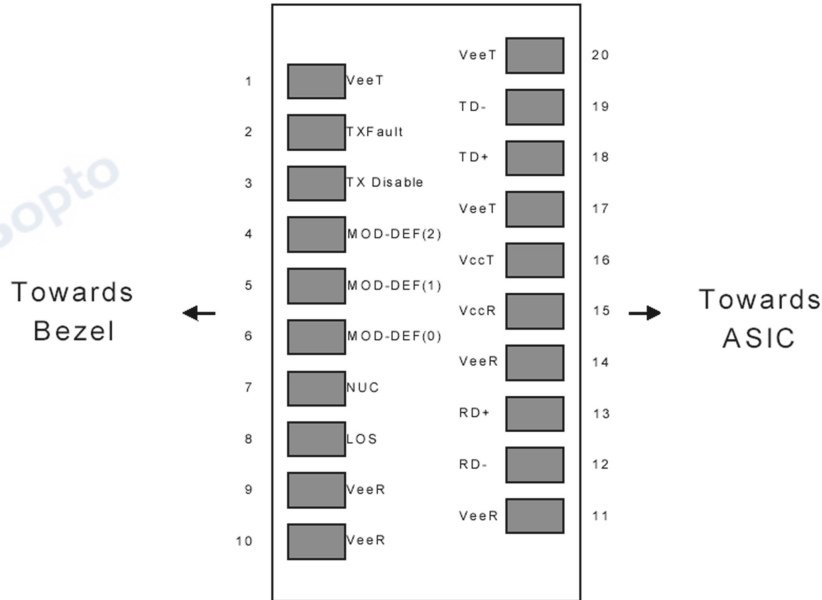 VeeT 20
1 VeeT
TD- 19
2 TXFault
TD+ 18
3 TX Disable
VeeT 17
4 MOD-DEF(2)
VccT 16
5 MOD-DEF(1)
Towards
Bezel
VccR 15
Towards
ASIC
6 MOD-DEF(0)
VeeR 14
7 NUC
RD+ 13
8 LOS
RD- 12
9 VeeR
VeeR 11
10 VeeR
sopto